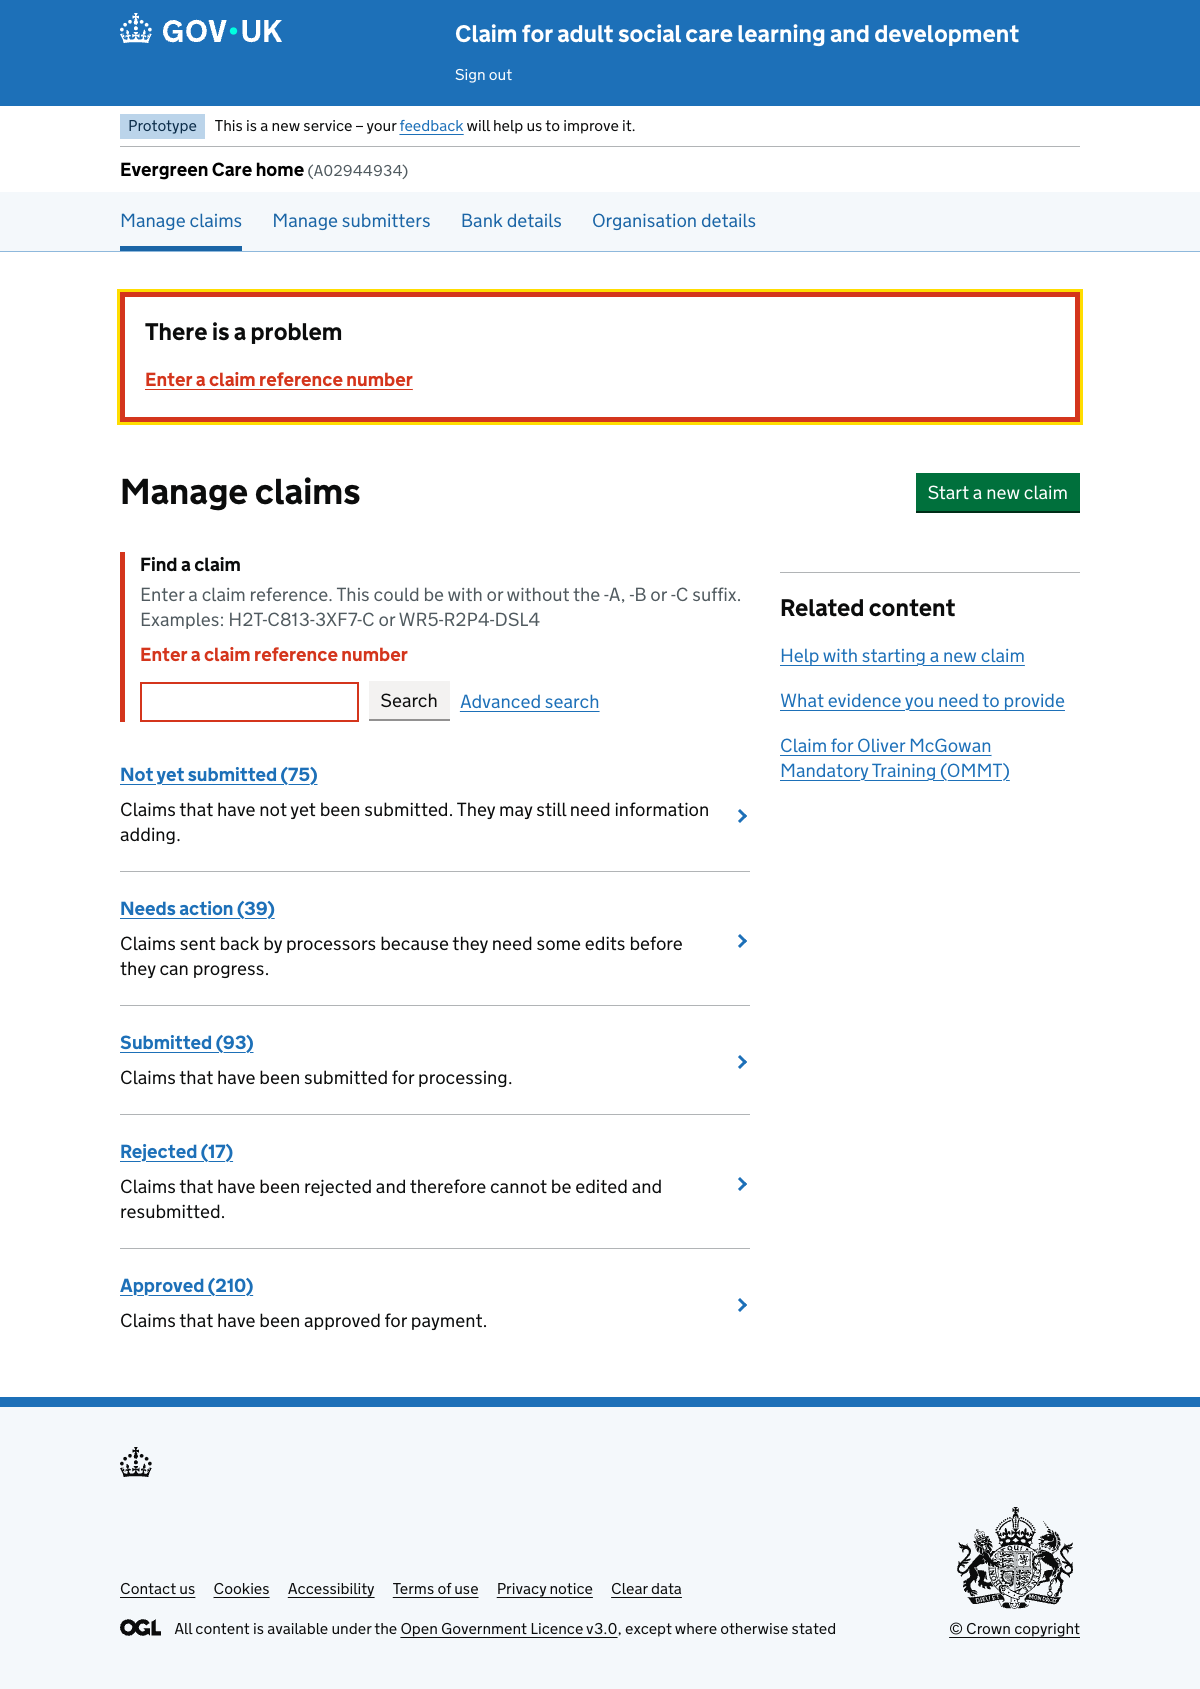 GOV·UK
Claim for adult social care learning and development
Sign out
Prototype This is a new service – your feedback will help us to improve it.
Evergreen Care home (A02944934)
Manage claims Manage submitters Bank details Organisation details
There is a problem
Enter a claim reference number
Manage claims
Start a new claim
Find a claim
Enter a claim reference. This could be with or without the -A, -B or -C suffix.
Examples: H2T-C813-3XF7-C or WR5-R2P4-DSL4
Enter a claim reference number
Search Advanced search
Not yet submitted (75)
Claims that have not yet been submitted. They may still need information
adding.
Needs action (39)
Claims sent back by processors because they need some edits before
they can progress.
Submitted (93)
Claims that have been submitted for processing.
Rejected (17)
Claims that have been rejected and therefore cannot be edited and
resubmitted.
Approved (210)
Claims that have been approved for payment.
Related content
Help with starting a new claim
What evidence you need to provide
Claim for Oliver McGowan
Mandatory Training (OMMT)
Contact us Cookies Accessibility Terms of use Privacy notice Clear data
OGL All content is available under the Open Government Licence v3.0, except where otherwise stated
© Crown copyright